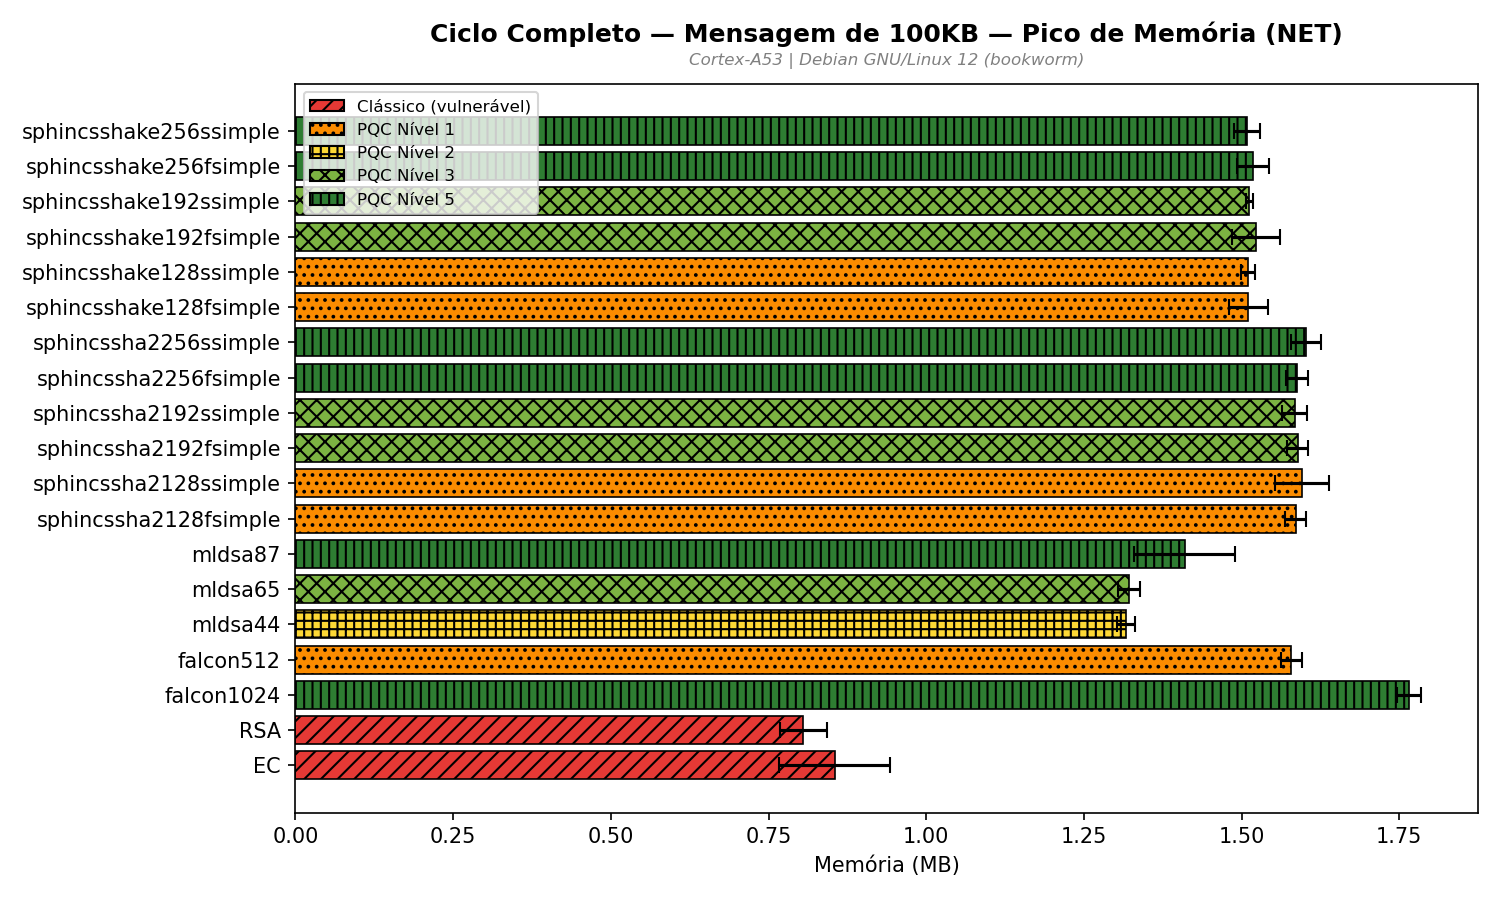 Ciclo Completo — Mensagem de 100KB — Pico de Memória (NET)
Cortex-A53 | Debian GNU/Linux 12 (bookworm)
Clássico (vulnerável)
PQC Nível 1
PQC Nível 2
PQC Nível 3
PQC Nível 5
sphincsshake256ssimple
sphincsshake256fsimple
sphincsshake192ssimple
sphincsshake192fsimple
sphincsshake128ssimple
sphincsshake128fsimple
sphincssha2256ssimple
sphincssha2256fsimple
sphincssha2192ssimple
sphincssha2192fsimple
sphincssha2128ssimple
sphincssha2128fsimple
mldsa87
mldsa65
mldsa44
falcon512
falcon1024
RSA
EC
0.00 0.25 0.50 0.75 1.00 1.25 1.50 1.75
Memória (MB)